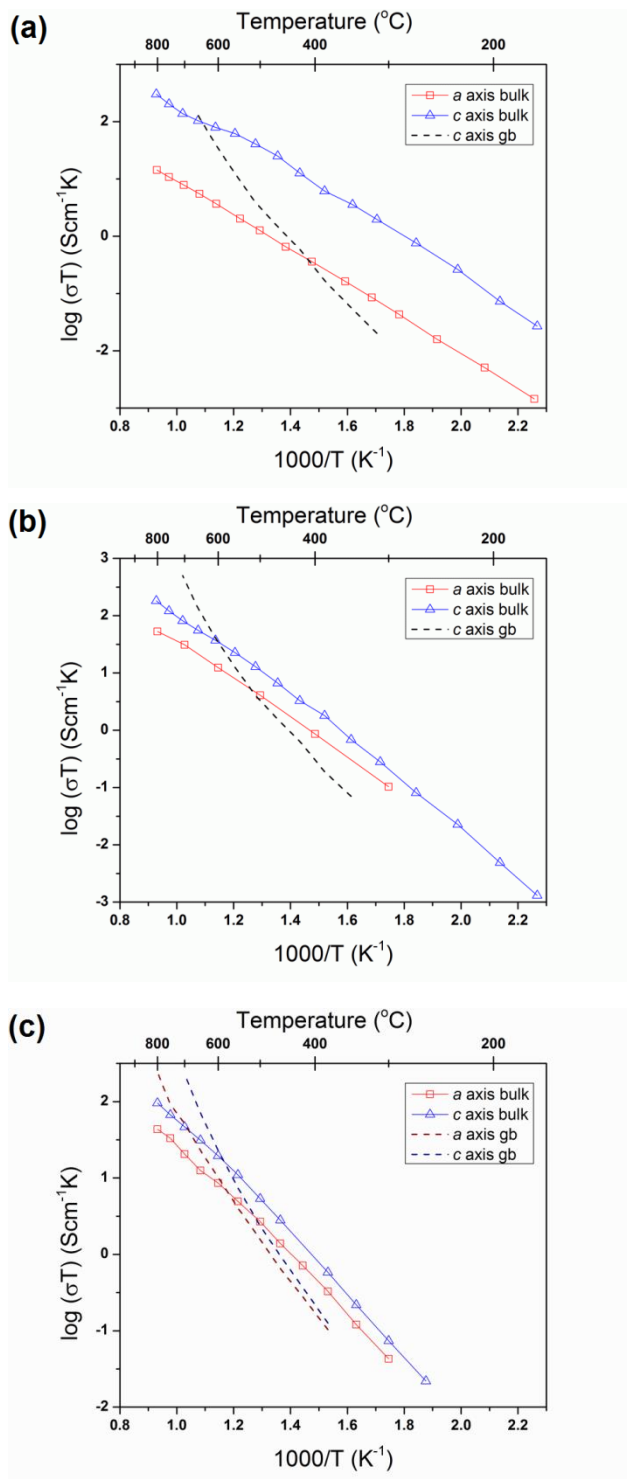 (a)
Temperature (°C)
800 600 400 200
a axis bulk
c axis bulk
c axis gb
log (σT) (Scm⁻¹K)
2
0
-2
0.8 1.0 1.2 1.4 1.6 1.8 2.0 2.2
1000/T (K⁻¹)
(b)
Temperature (°C)
800 600 400 200
a axis bulk
c axis bulk
c axis gb
log (σT) (Scm⁻¹K)
3
2
1
0
-1
-2
-3
0.8 1.0 1.2 1.4 1.6 1.8 2.0 2.2
1000/T (K⁻¹)
(c)
Temperature (°C)
800 600 400 200
a axis bulk
c axis bulk
a axis gb
c axis gb
log (σT) (Scm⁻¹K)
2
1
0
-1
-2
0.8 1.0 1.2 1.4 1.6 1.8 2.0 2.2
1000/T (K⁻¹)